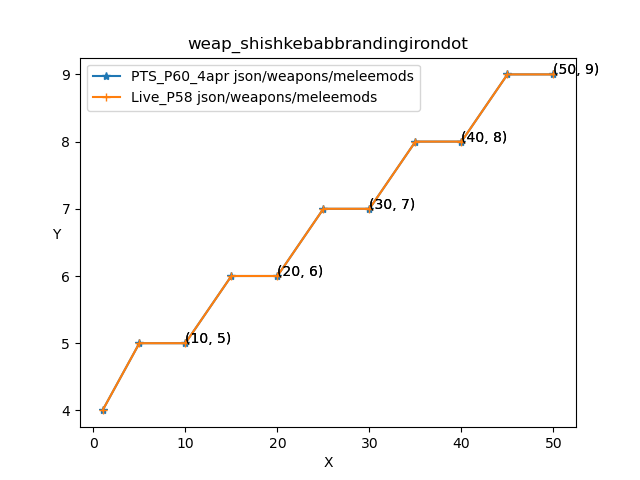 weap_shishkebabbrandingirondot
PTS_P60_4apr json/weapons/meleemods
Live_P58 json/weapons/meleemods
9
(50, 9)
8
(40, 8)
7
(30, 7)
Y
6
(20, 6)
5
(10, 5)
4
0 10 20 30 40 50
X